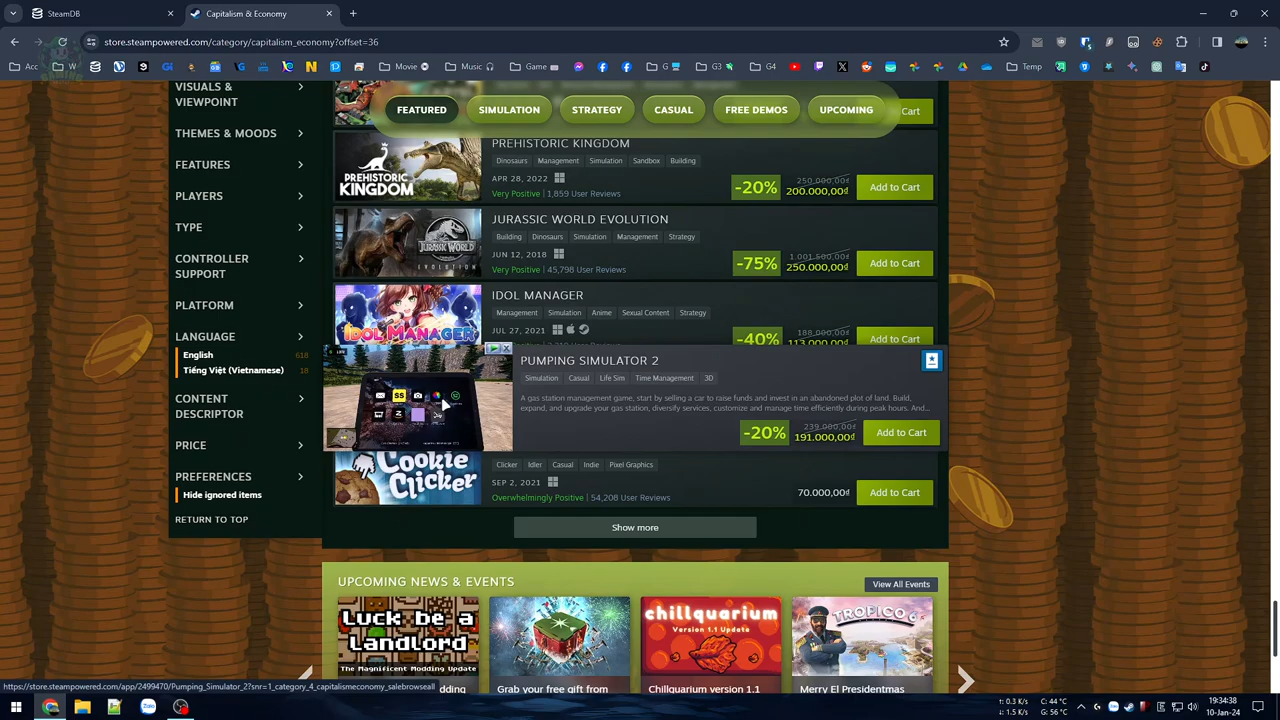 SteamDB
Capitalism & Economy
store.steampowered.com/category/capitalism_economy?offset=36
Acc
W
Movie
Music
Game
G
G3
G4
Temp
VISUALS &
VIEWPOINT
THEMES & MOODS
FEATURES
PLAYERS
TYPE
CONTROLLER
SUPPORT
PLATFORM
LANGUAGE
English 618
Tiếng Việt (Vietnamese) 18
CONTENT
DESCRIPTOR
PRICE
PREFERENCES
Hide ignored items
RETURN TO TOP
FEATURED
SIMULATION
STRATEGY
CASUAL
FREE DEMOS
UPCOMING
Cart
PREHISTORIC
KINGDOM
PREHISTORIC KINGDOM
Dinosaurs Management Simulation Sandbox Building
APR 28, 2022
Very Positive | 1,859 User Reviews
-20%
250.000,00₫
200.000,00₫
Add to Cart
JURASSIC WORLD
EVOLUTION
JURASSIC WORLD EVOLUTION
Building Dinosaurs Simulation Management Strategy
JUN 12, 2018
Very Positive | 45,798 User Reviews
-75%
1.001.500,00₫
250.000,00₫
Add to Cart
IDOL MANAGER
IDOL MANAGER
Management Simulation Anime Sexual Content Strategy
JUL 27, 2021
-40%
188.000,00₫
113.000,00₫
Add to Cart
PUMPING SIMULATOR 2
Simulation Casual Life Sim Time Management 3D
A gas station management game, start by selling a car to raise funds and invest in an abandoned plot of land. Build,
expand, and upgrade your gas station, diversify services, customize and manage time efficiently during peak hours. And...
-20%
239.000,00₫
191.000,00₫
Add to Cart
Cookie
Clicker
Clicker Idler Casual Indie Pixel Graphics
SEP 2, 2021
Overwhelmingly Positive | 54,208 User Reviews
70.000,00₫
Add to Cart
Show more
UPCOMING NEWS & EVENTS
View All Events
Luck be a
Landlord
The Magnificent Modding Update
chillquarium
Version 1.1 Update
TROPICO 6
Grab your free gift from
Chillquarium version 1.1
Merry El Presidentmas
https://store.steampowered.com/app/2499470/Pumping_Simulator_2?snr=1_category_4_capitalismeconomy_salebrowseall
t: 0.3 K/s
↓: 1.5 K/s
C: 44 °C
G: 56 °C
19:34:38
10-Jan-24